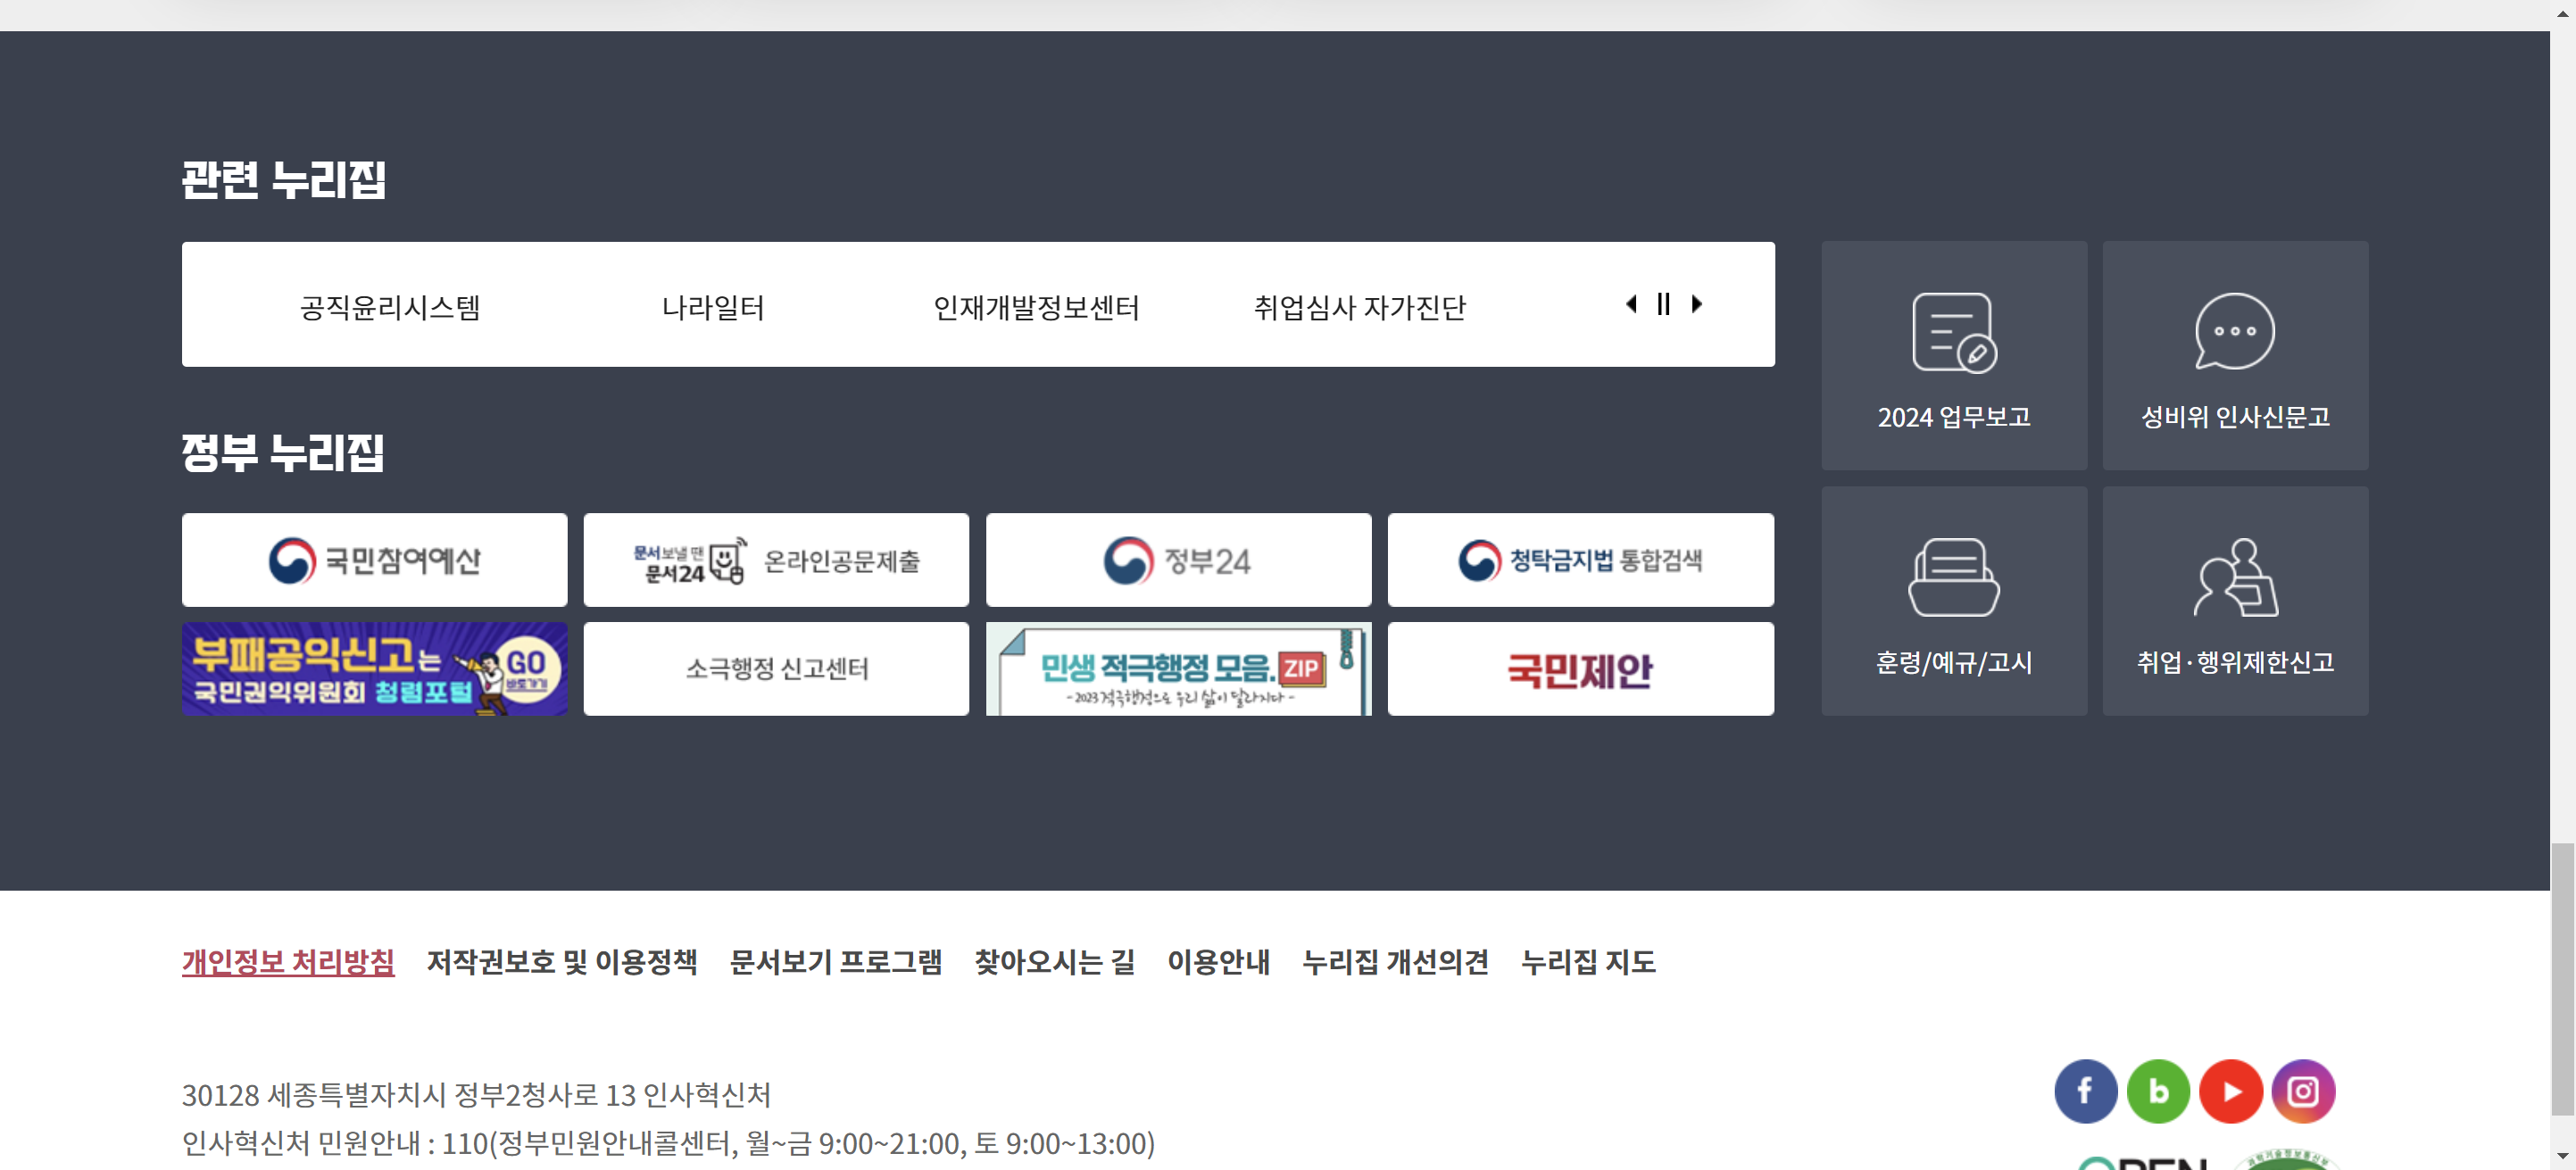 관련 누리집
공직윤리시스템 나라일터 인재개발정보센터 취업심사 자가진단
2024 업무보고
성비위 인사신문고
정부 누리집
국민참여예산
문서보낼 땐
문서24
온라인공문제출
정부24
청탁금지법 통합검색
부패공익신고는
국민권익위원회 청렴포털
GO
바로가기
소극행정 신고센터
민생 적극행정 모음.ZIP
-2023 적극행정으로 우리 삶이 달라지다-
국민제안
훈령/예규/고시
취업·행위제한신고
개인정보 처리방침 저작권보호 및 이용정책 문서보기 프로그램 찾아오시는 길 이용안내 누리집 개선의견 누리집 지도
30128 세종특별자치시 정부2청사로 13 인사혁신처
인사혁신처 민원안내 : 110(정부민원안내콜센터, 월~금 9:00~21:00, 토 9:00~13:00)
OPEN